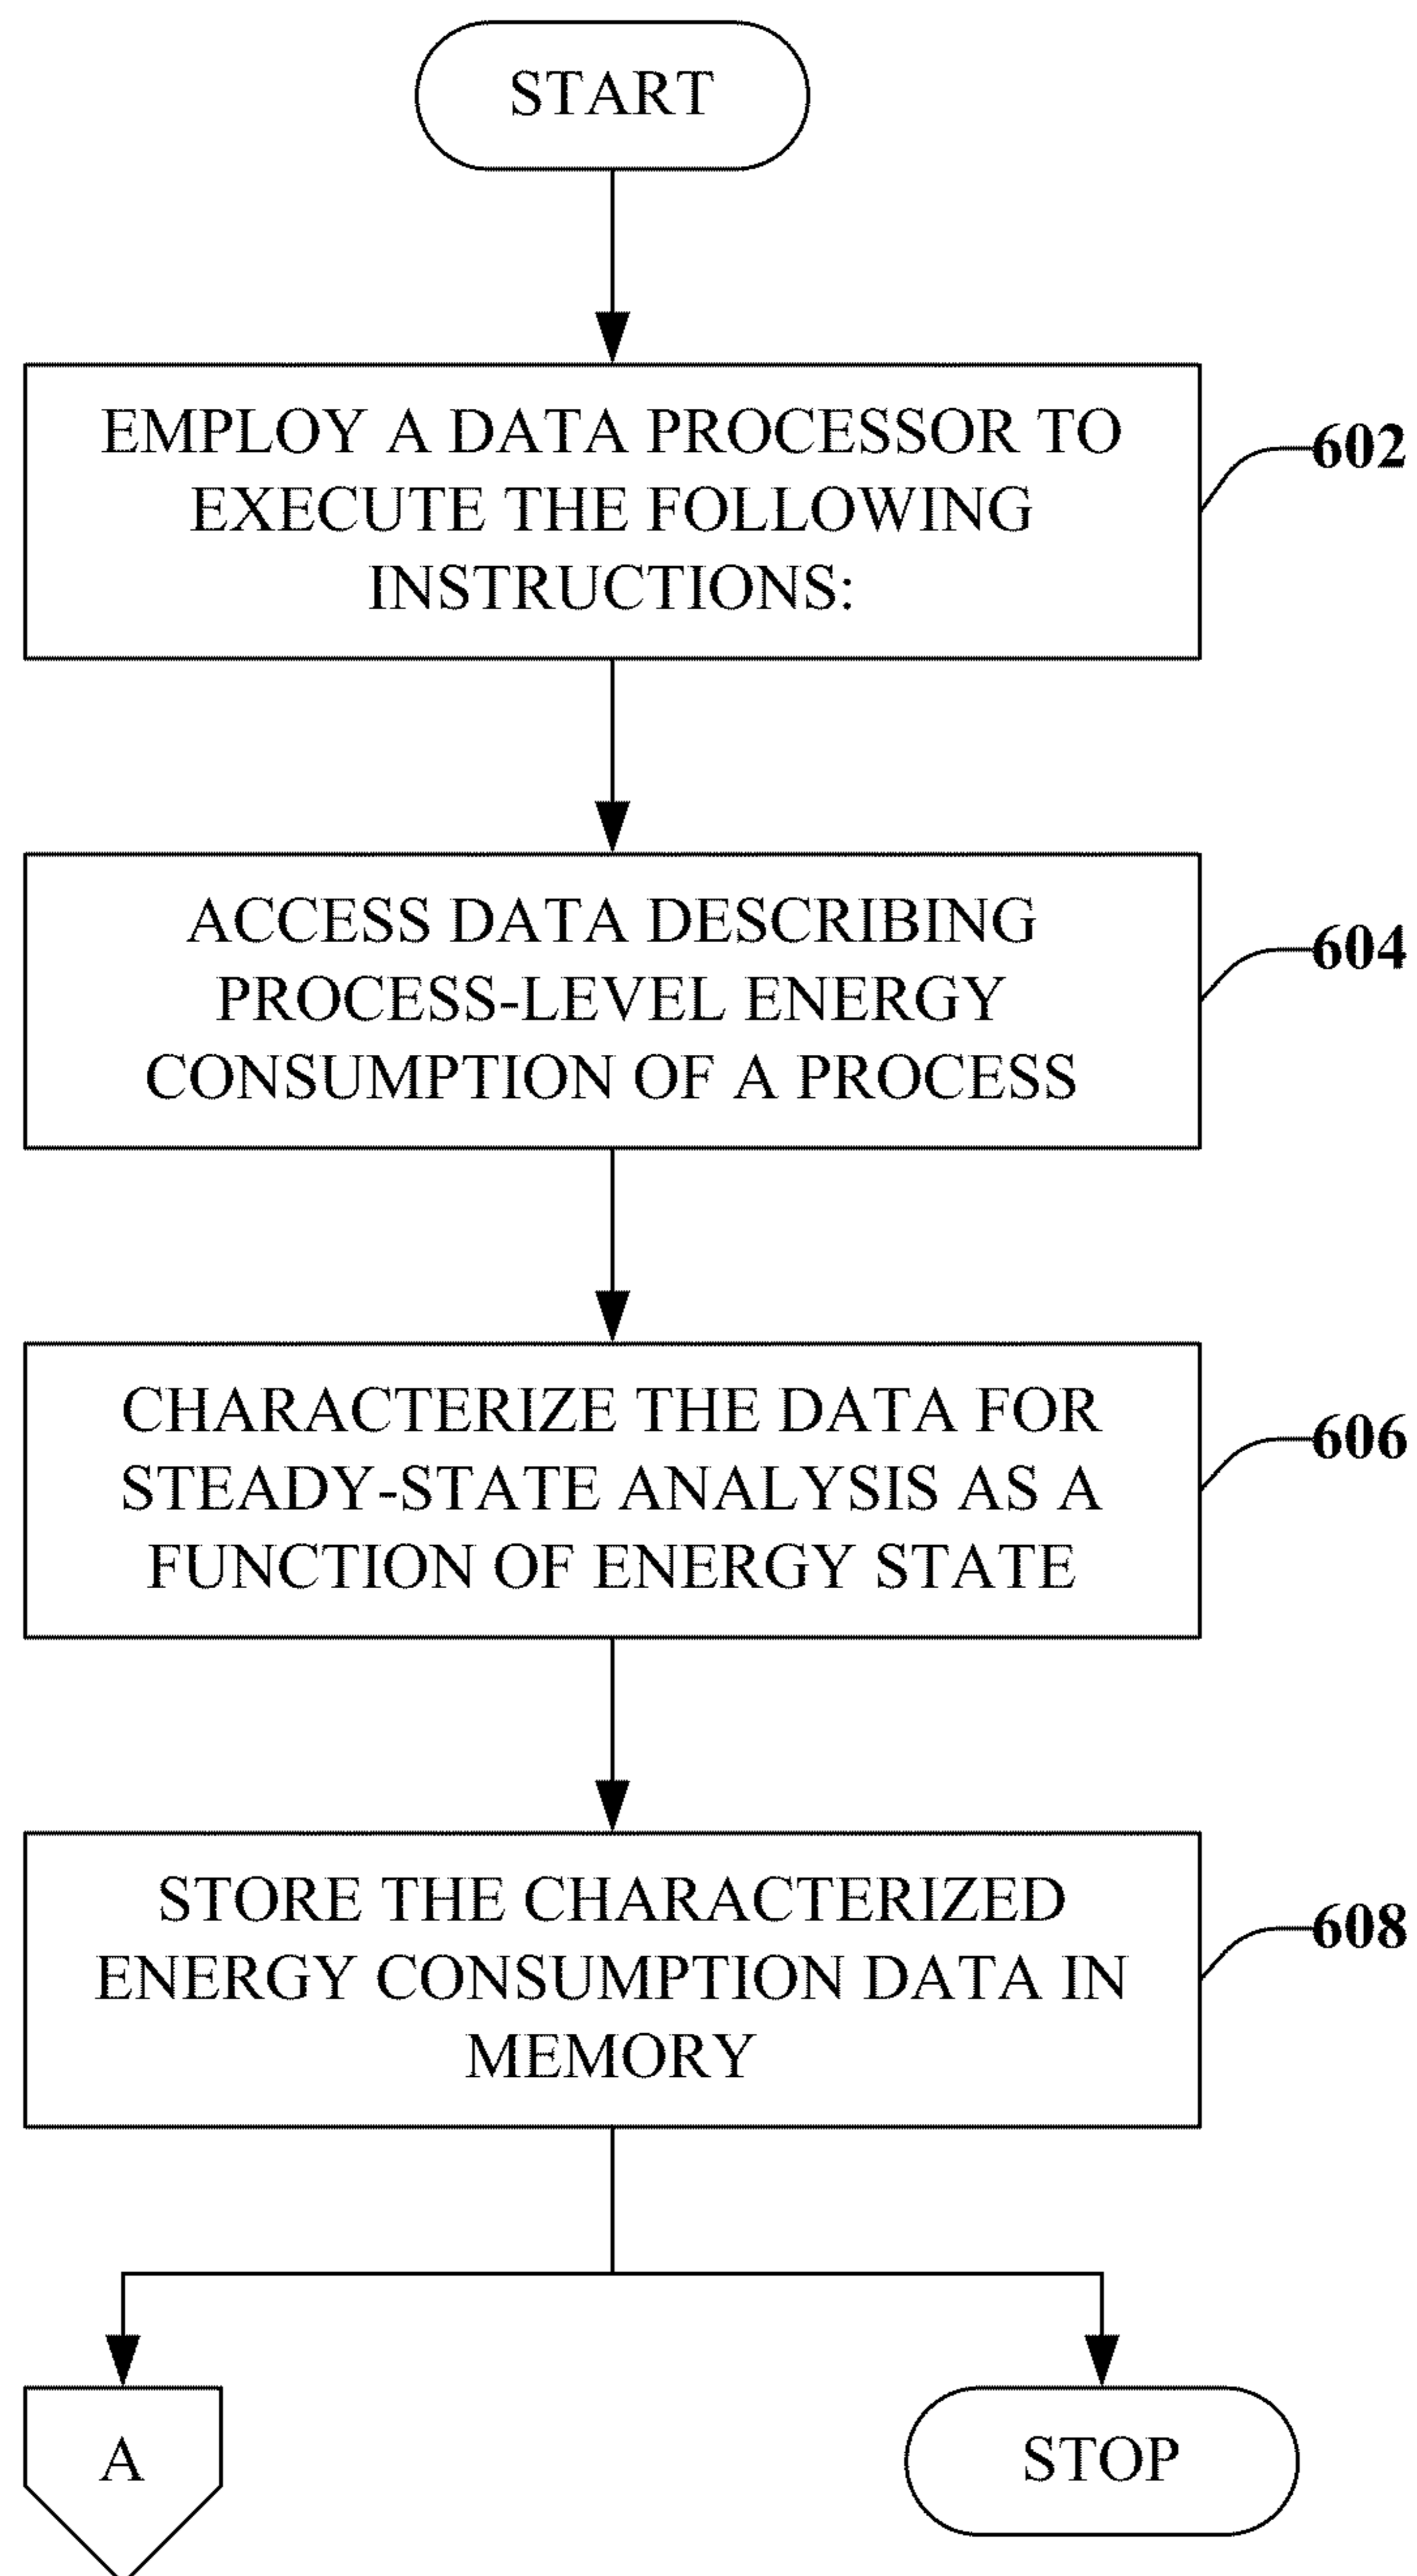 START
EMPLOY A DATA PROCESSOR TO
EXECUTE THE FOLLOWING
INSTRUCTIONS:
602
ACCESS DATA DESCRIBING
PROCESS-LEVEL ENERGY
CONSUMPTION OF A PROCESS
604
CHARACTERIZE THE DATA FOR
STEADY-STATE ANALYSIS AS A
FUNCTION OF ENERGY STATE
606
STORE THE CHARACTERIZED
ENERGY CONSUMPTION DATA IN
MEMORY
608
A
STOP